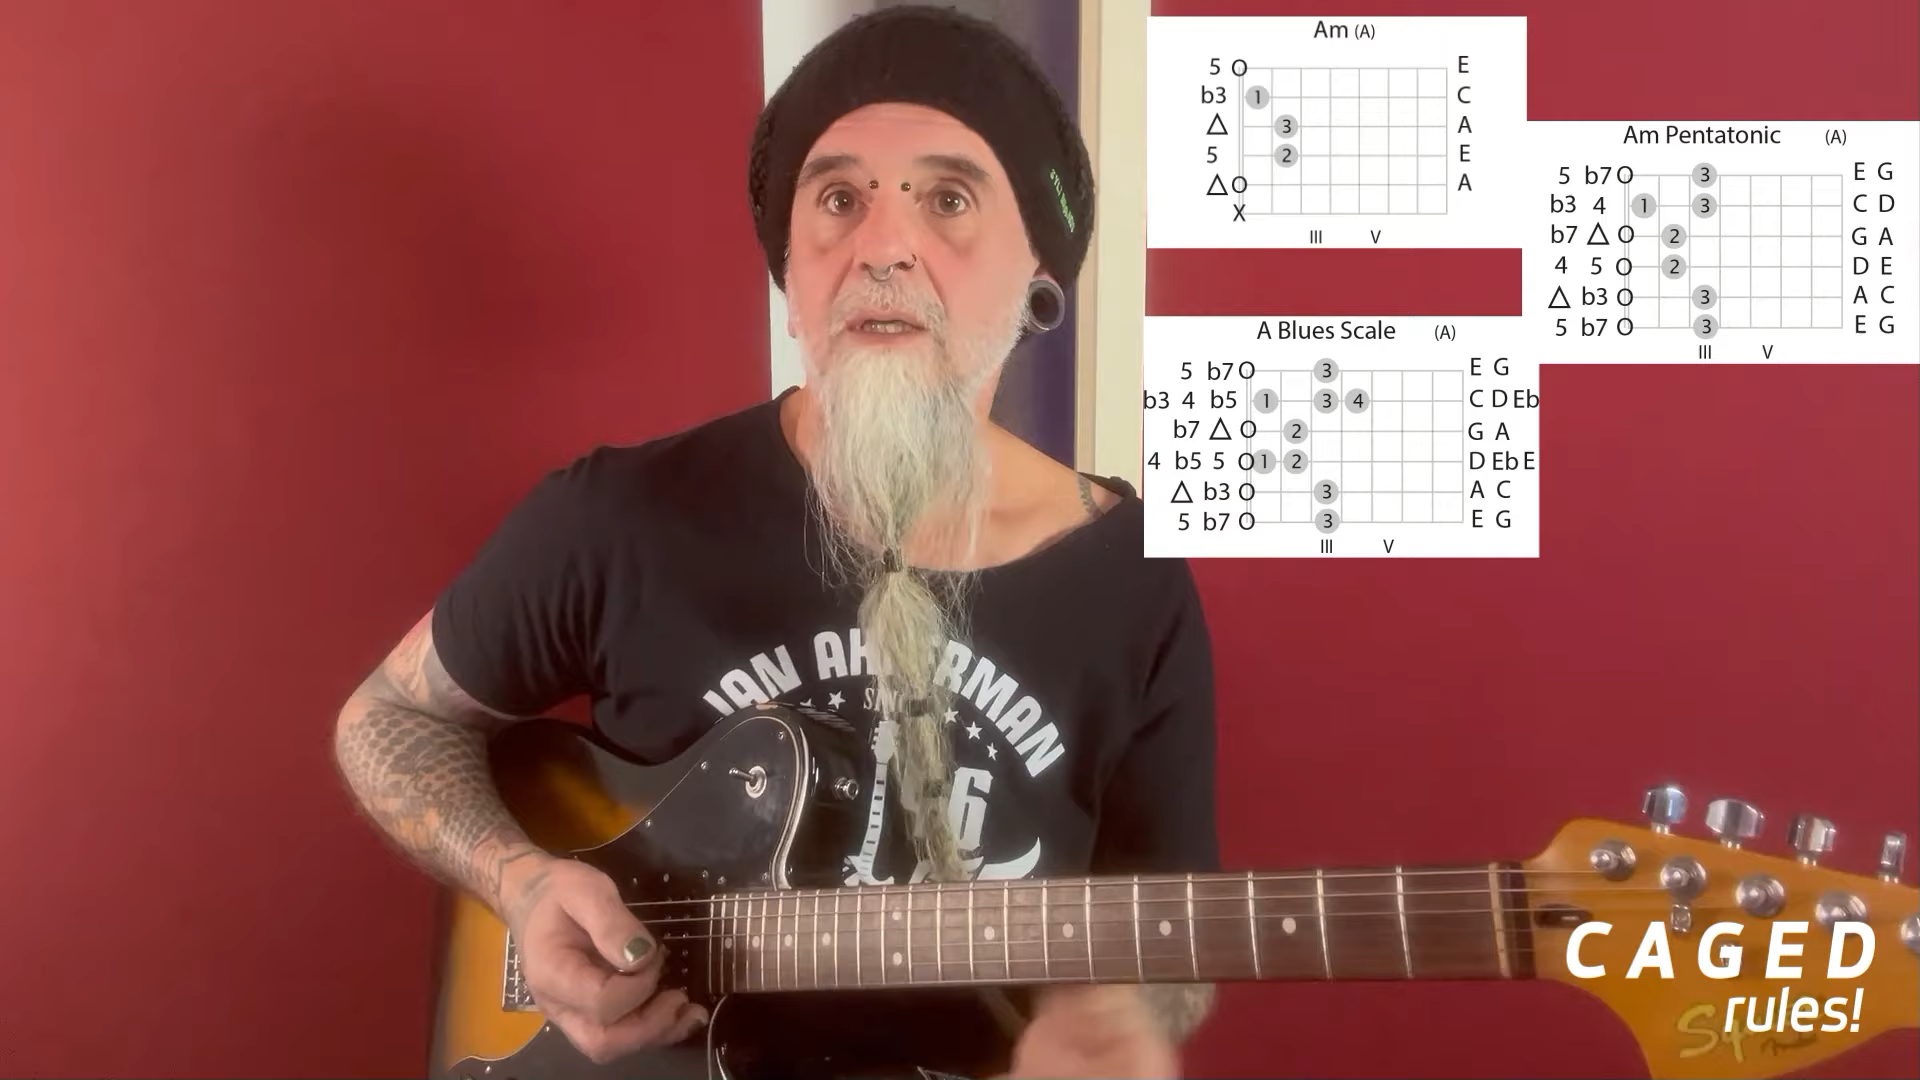 Am (A)
5 O E
b3 1 C
△ 3 A
5 2 E
△ O A
X
III V
Am Pentatonic (A)
5 b7 O 3 E G
b3 4 1 3 C D
b7 △ O 2 G A
4 5 O 2 D E
△ b3 O 3 A C
5 b7 O 3 E G
III V
A Blues Scale (A)
5 b7 O 3 E G
b3 4 b5 1 3 4 C D Eb
b7 △ O 2 G A
4 b5 5 O 1 2 D Eb E
△ b3 O 3 A C
5 b7 O 3 E G
III V
6
CAGED
rules!